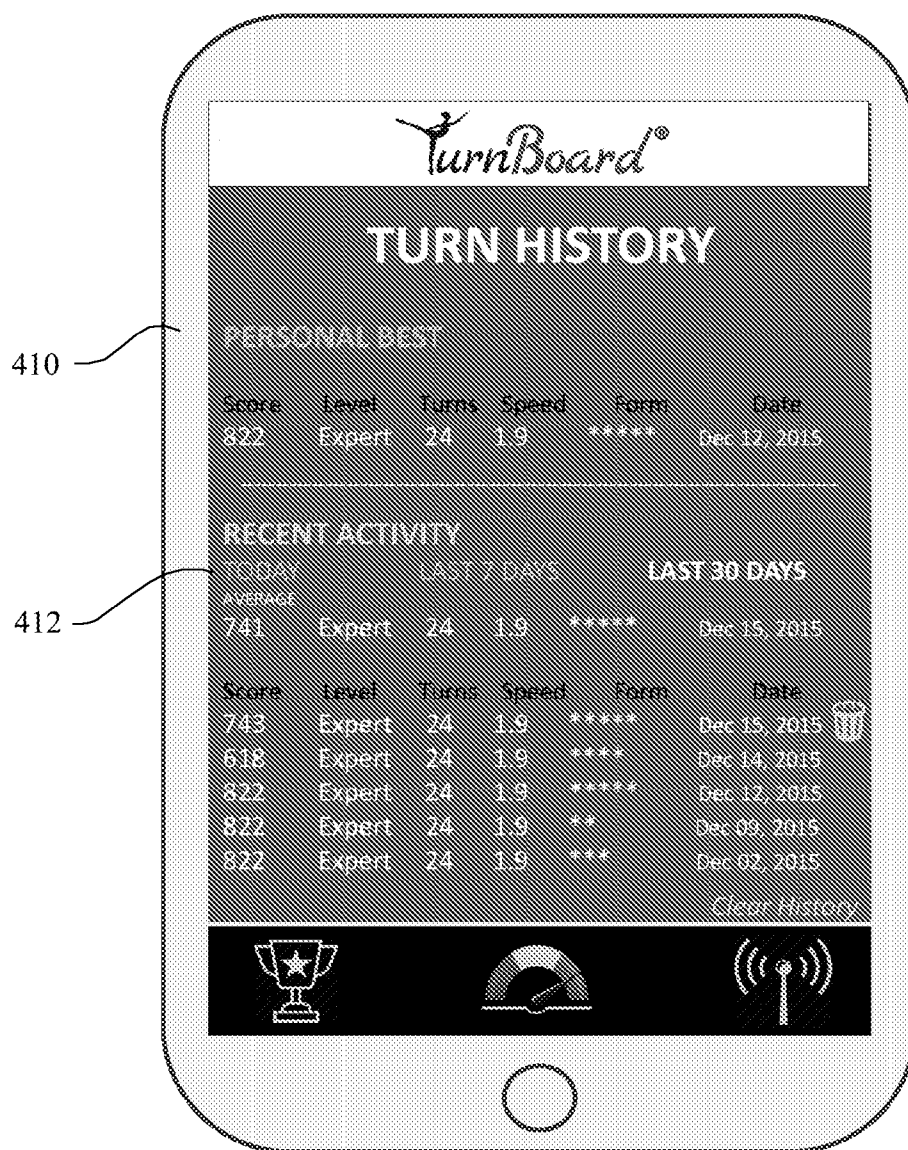 TurnBoard®
TURN HISTORY
PERSONAL BEST
Score Level Turns Speed Form Date
822 Expert 24 1.9 ***** Dec 12, 2015
RECENT ACTIVITY
TODAY LAST 7 DAYS LAST 30 DAYS
AVERAGE
741 Expert 24 1.9 ***** Dec 15, 2015
Score Level Turns Speed Form Date
743 Expert 24 1.9 ***** Dec 15, 2015
618 Expert 24 1.9 **** Dec 14, 2015
822 Expert 24 1.9 ***** Dec 12, 2015
822 Expert 24 1.9 ** Dec 09, 2015
822 Expert 24 1.9 *** Dec 02, 2015
Clear History
410
412